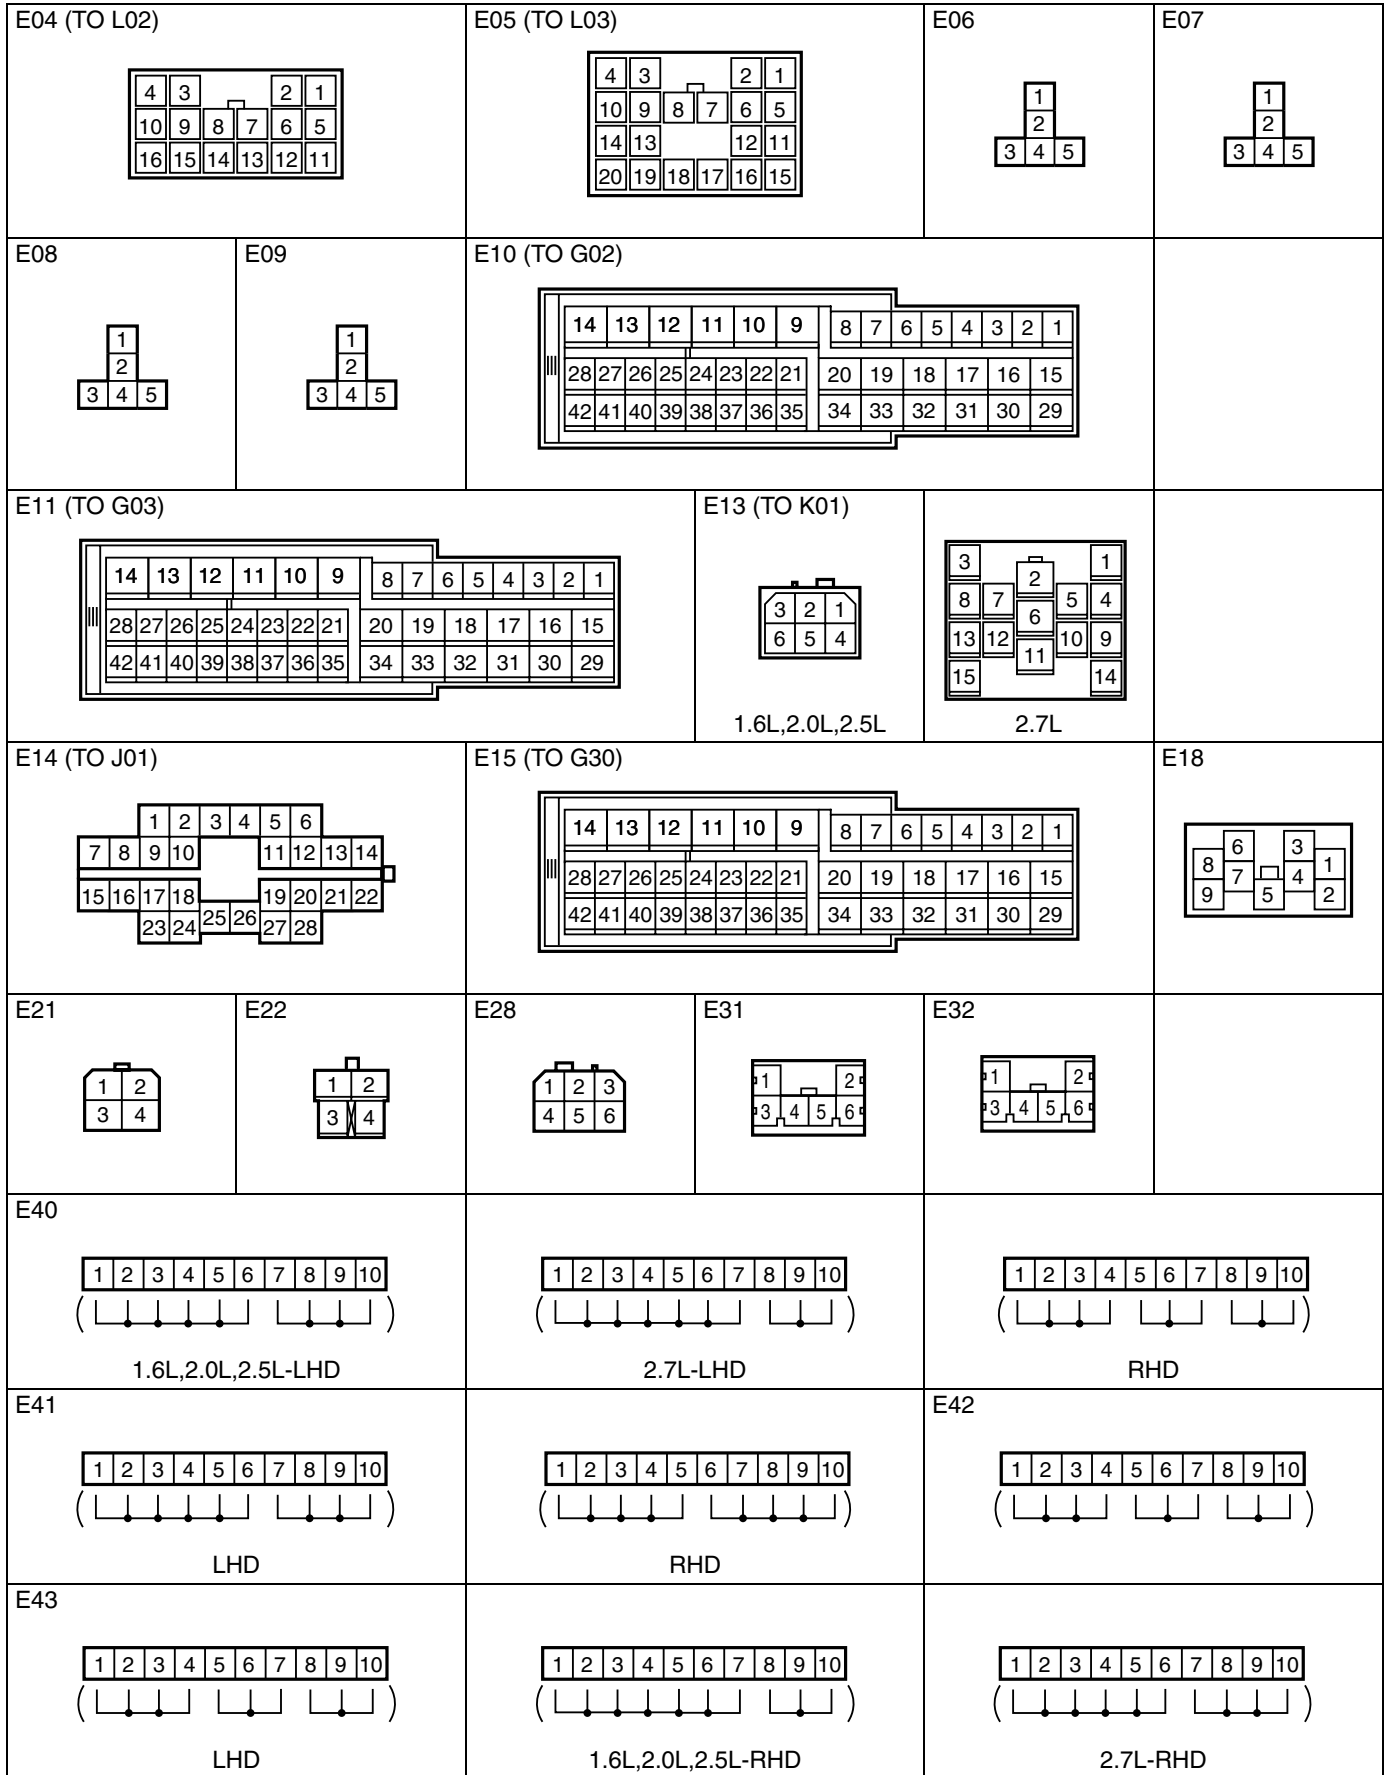 E04 (TO L02)
4 3 2 1
10 9 8 7 6 5
16 15 14 13 12 11
E05 (TO L03)
4 3 2 1
10 9 8 7 6 5
14 13 12 11
20 19 18 17 16 15
E06
1
2
3 4 5
E07
1
2
3 4 5
E08
1
2
3 4 5
E09
1
2
3 4 5
E10 (TO G02)
14 13 12 11 10 9 8 7 6 5 4 3 2 1
28 27 26 25 24 23 22 21 20 19 18 17 16 15
42 41 40 39 38 37 36 35 34 33 32 31 30 29
E11 (TO G03)
14 13 12 11 10 9 8 7 6 5 4 3 2 1
28 27 26 25 24 23 22 21 20 19 18 17 16 15
42 41 40 39 38 37 36 35 34 33 32 31 30 29
E13 (TO K01)
3 2 1
6 5 4
1.6L,2.0L,2.5L
3 1
2
8 7 5 4
6
13 12 10 9
11
15 14
2.7L
E14 (TO J01)
1 2 3 4 5 6
7 8 9 10 11 12 13 14
15 16 17 18 19 20 21 22
23 24 25 26 27 28
E15 (TO G30)
14 13 12 11 10 9 8 7 6 5 4 3 2 1
28 27 26 25 24 23 22 21 20 19 18 17 16 15
42 41 40 39 38 37 36 35 34 33 32 31 30 29
E18
6 3
8 1
7 4
9 5 2
E21
1 2
3 4
E22
1 2
3 4
E28
1 2 3
4 5 6
E31
1 2
3 4 5 6
E32
1 2
3 4 5 6
E40
1 2 3 4 5 6 7 8 9 10
1.6L,2.0L,2.5L-LHD
1 2 3 4 5 6 7 8 9 10
2.7L-LHD
1 2 3 4 5 6 7 8 9 10
RHD
E41
1 2 3 4 5 6 7 8 9 10
LHD
1 2 3 4 5 6 7 8 9 10
RHD
E42
1 2 3 4 5 6 7 8 9 10
E43
1 2 3 4 5 6 7 8 9 10
LHD
1 2 3 4 5 6 7 8 9 10
1.6L,2.0L,2.5L-RHD
1 2 3 4 5 6 7 8 9 10
2.7L-RHD